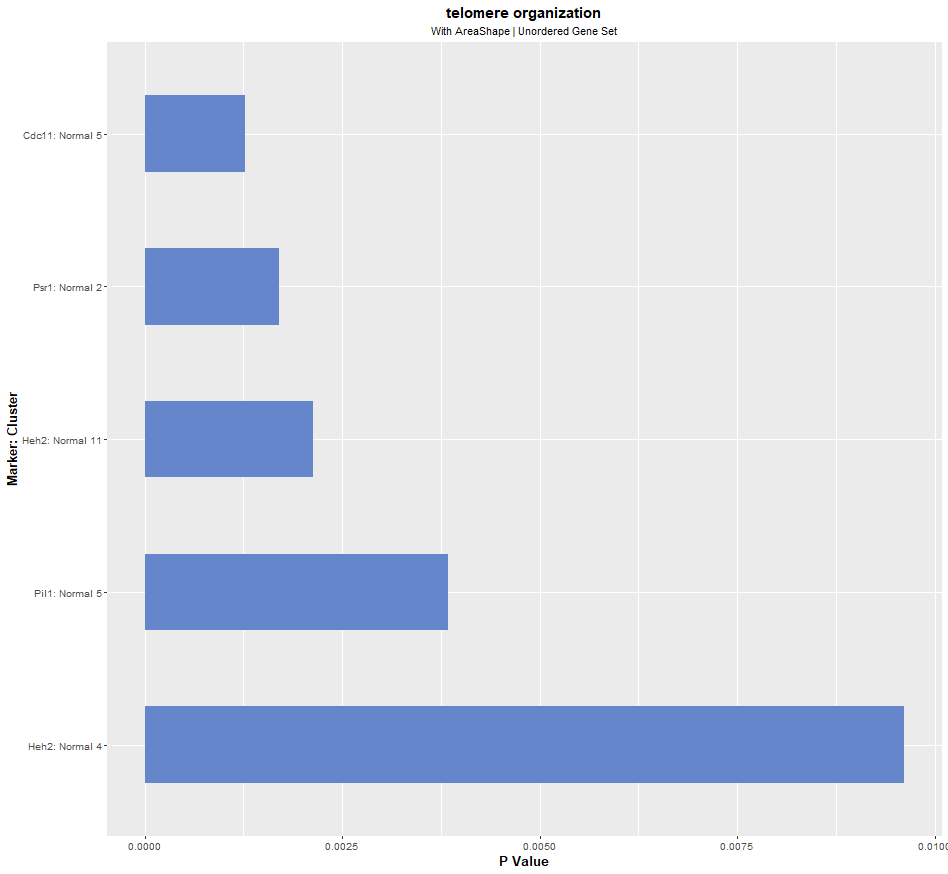 telomere organization
With AreaShape | Unordered Gene Set
Marker: Cluster
Cdc11: Normal 5
Psr1: Normal 2
Heh2: Normal 11
Pil1: Normal 5
Heh2: Normal 4
0.0000 0.0025 0.0050 0.0075 0.0100
P Value